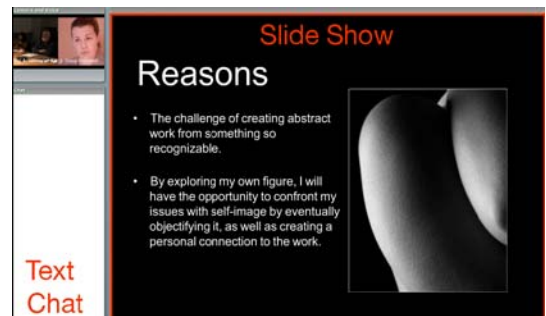 Slide Show
Reasons
• The challenge of creating abstract
work from something so
recognizable.
• By exploring my own figure, I will
have the opportunity to confront my
issues with self-image by eventually
objectifying it, as well as creating a
personal connection to the work.
Text
Chat